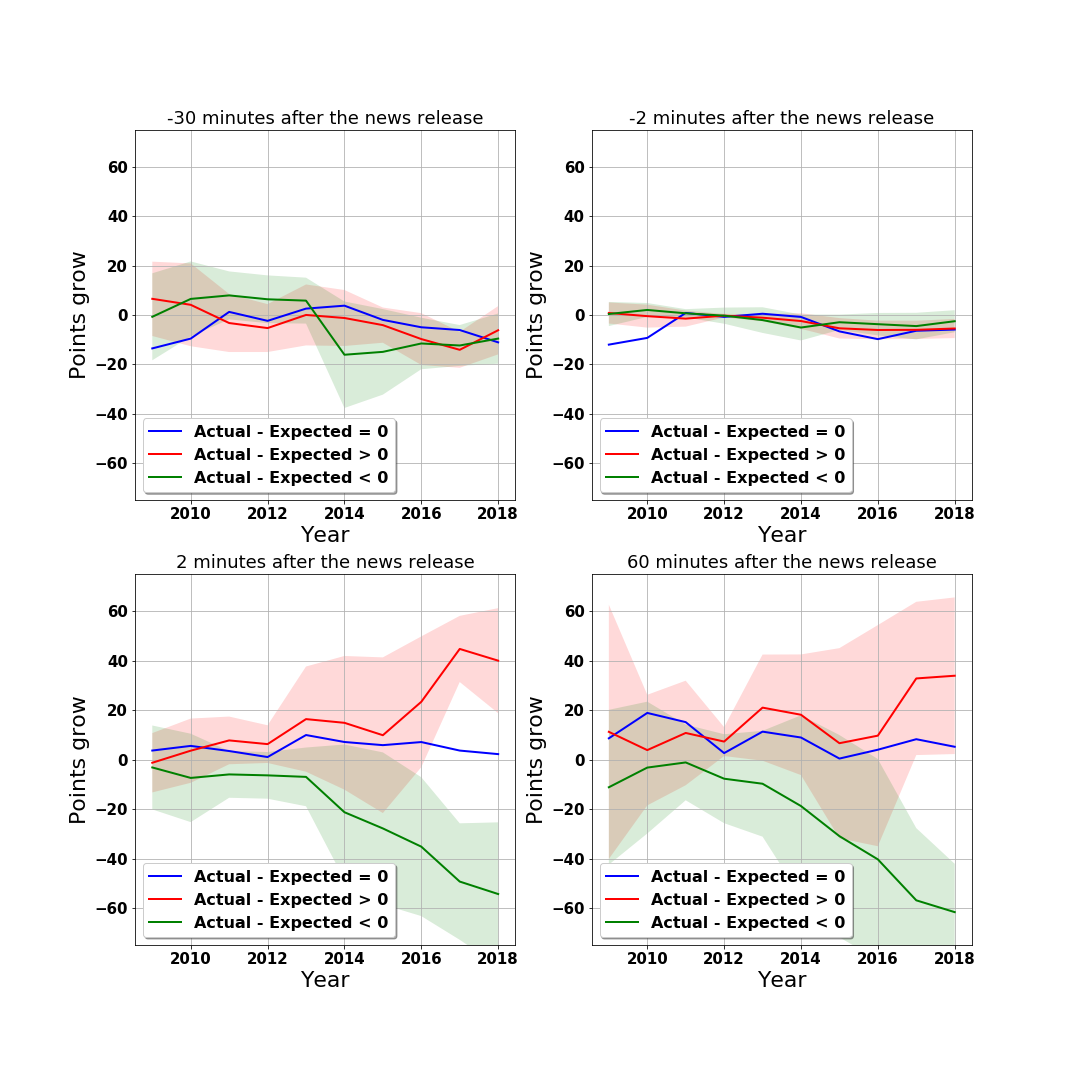 -30 minutes after the news release
Points grow
60
40
20
0
−20
−40
−60
Actual - Expected = 0
Actual - Expected > 0
Actual - Expected < 0
2010 2012 2014 2016 2018
Year
-2 minutes after the news release
Points grow
60
40
20
0
−20
−40
−60
Actual - Expected = 0
Actual - Expected > 0
Actual - Expected < 0
2010 2012 2014 2016 2018
Year
2 minutes after the news release
Points grow
60
40
20
0
−20
−40
−60
Actual - Expected = 0
Actual - Expected > 0
Actual - Expected < 0
2010 2012 2014 2016 2018
Year
60 minutes after the news release
Points grow
60
40
20
0
−20
−40
−60
Actual - Expected = 0
Actual - Expected > 0
Actual - Expected < 0
2010 2012 2014 2016 2018
Year